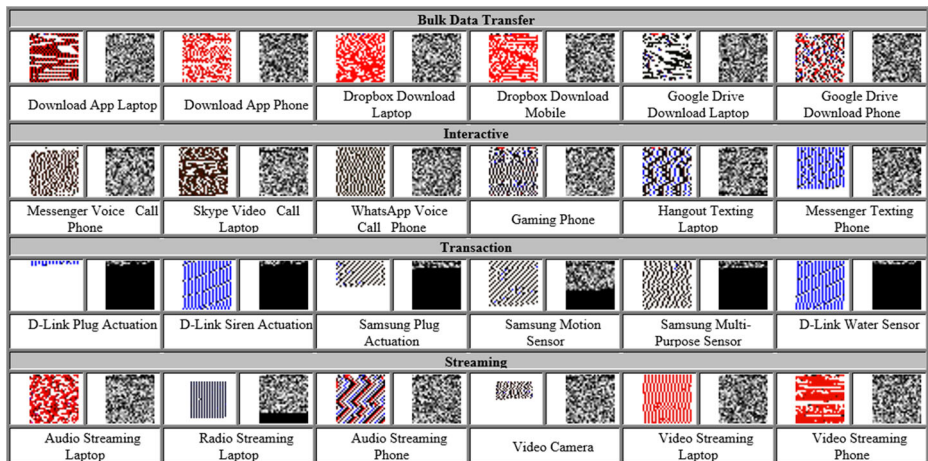 Bulk Data Transfer
Download App Laptop
Download App Phone
Dropbox Download
Laptop
Dropbox Download
Mobile
Google Drive
Download Laptop
Google Drive
Download Phone
Interactive
Messenger Voice Call
Phone
Skype Video Call
Laptop
WhatsApp Voice
Call Phone
Gaming Phone
Hangout Texting
Laptop
Messenger Texting
Phone
Transaction
D-Link Plug Actuation
D-Link Siren Actuation
Samsung Plug
Actuation
Samsung Motion
Sensor
Samsung Multi-
Purpose Sensor
D-Link Water Sensor
Streaming
Audio Streaming
Laptop
Radio Streaming
Laptop
Audio Streaming
Phone
Video Camera
Video Streaming
Laptop
Video Streaming
Phone